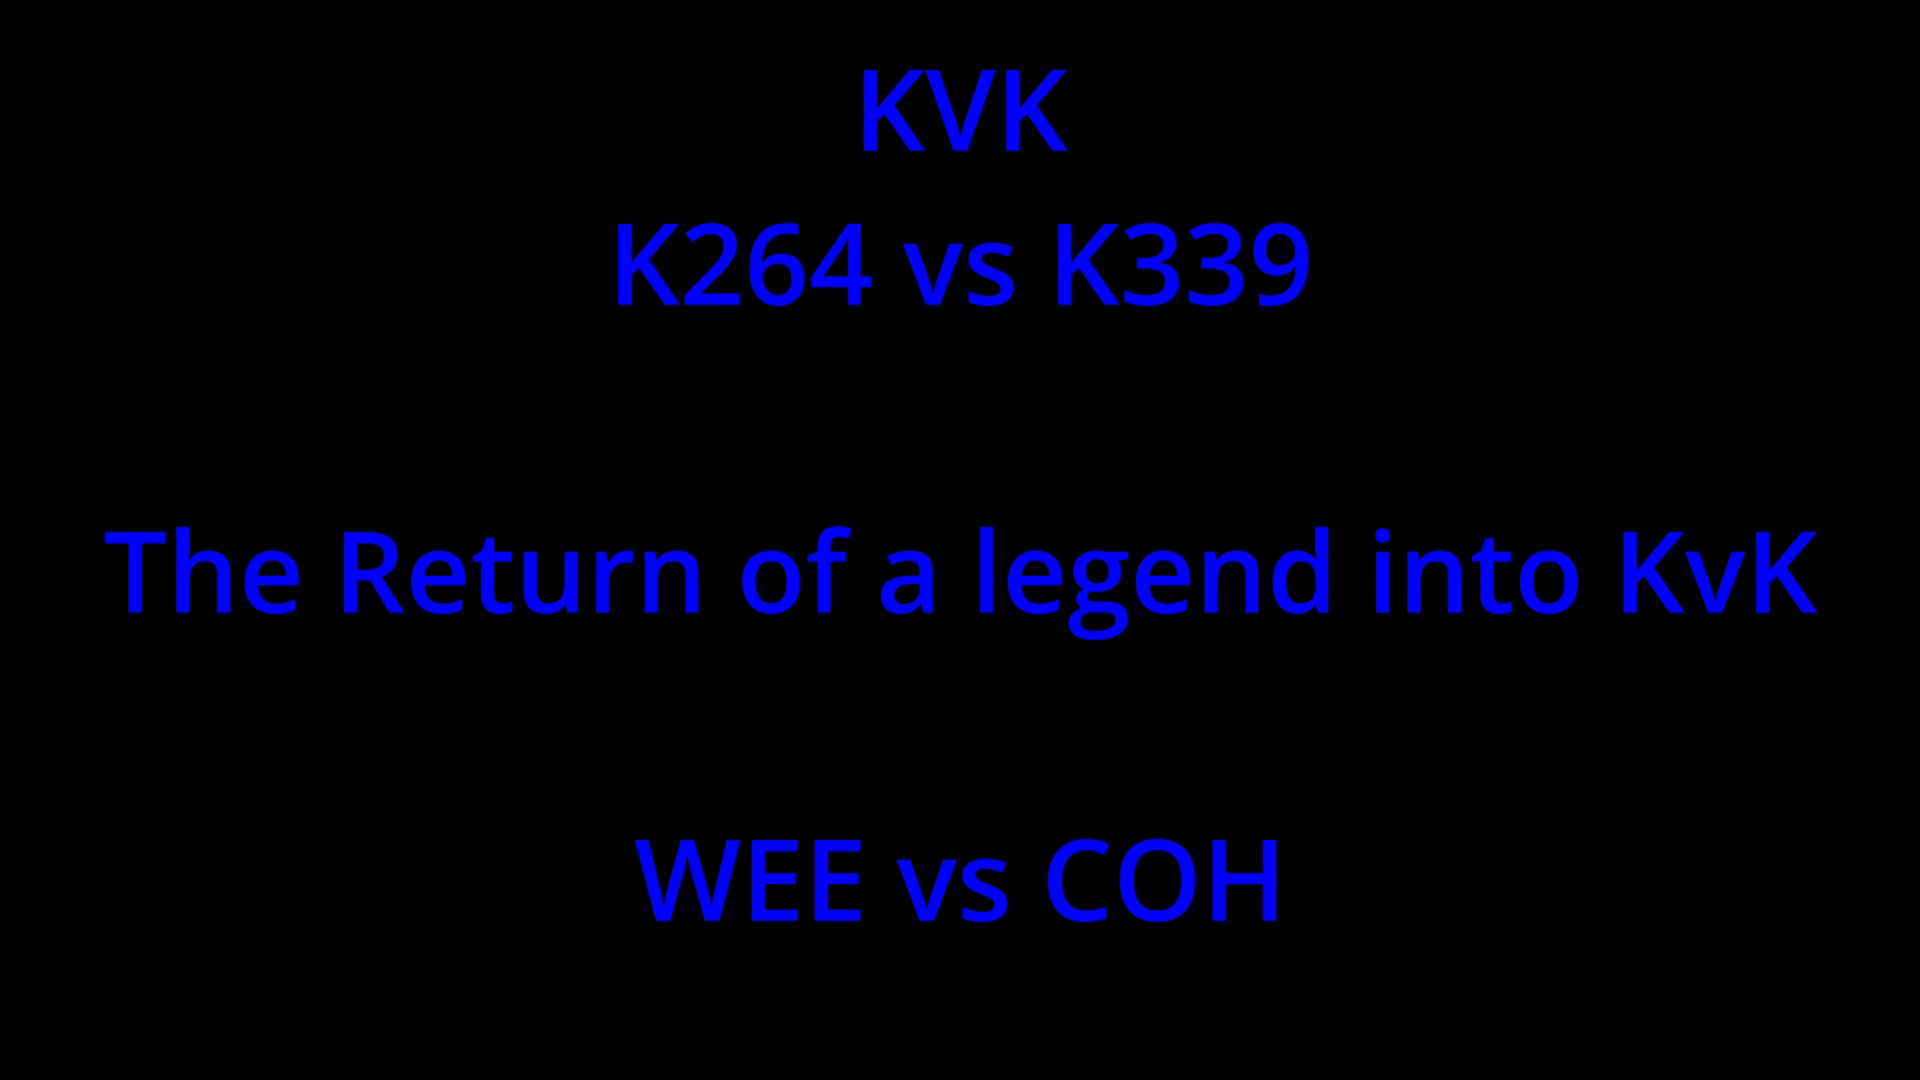 KVK
K264 vs K339
The Return of a legend into KvK
WEE vs COH